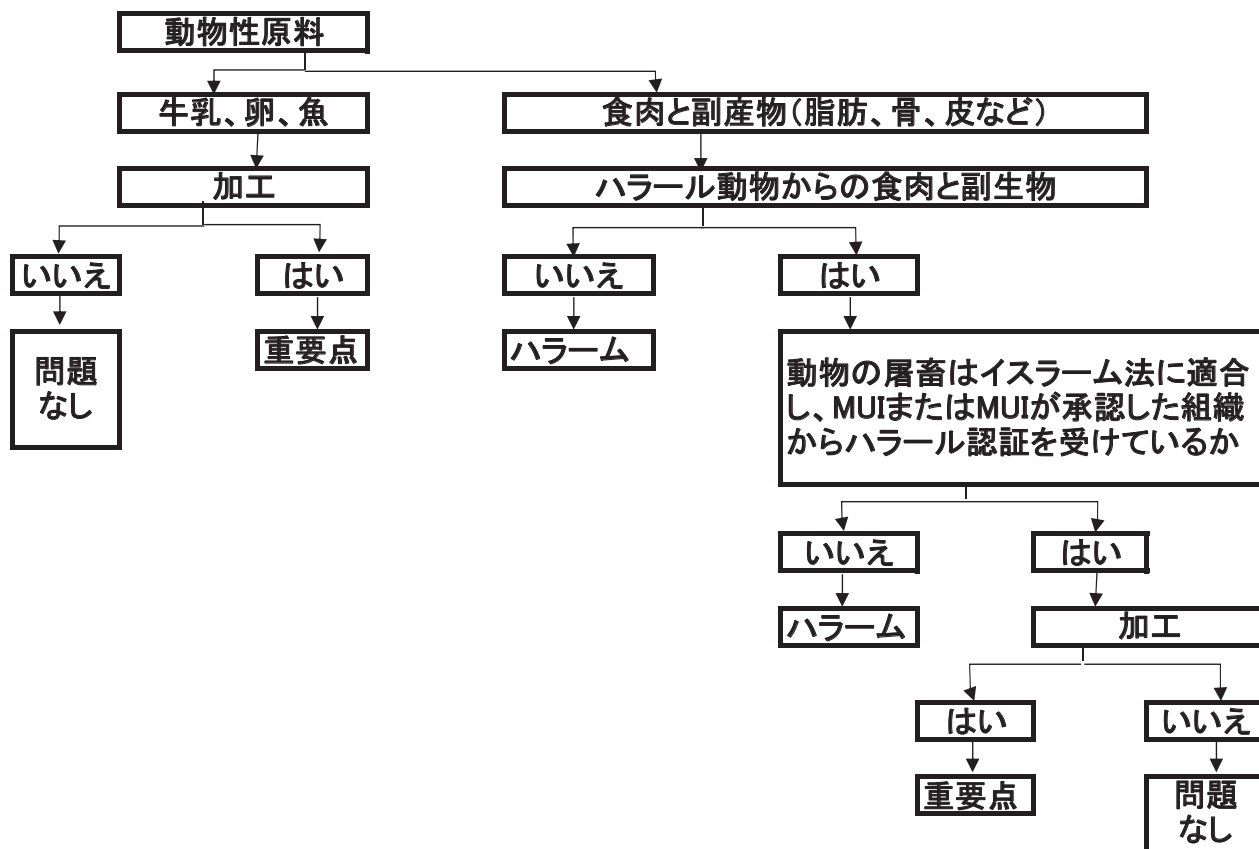 動物性原料
牛乳、卵、魚
食肉と副産物(脂肪、骨、皮など)
加工
ハラール動物からの食肉と副生物
いいえ
はい
いいえ
はい
問題
なし
重要点
ハラーム
動物の屠畜はイスラーム法に適合
し、MUIまたはMUIが承認した組織
からハラール認証を受けているか
いいえ
はい
ハラーム
加工
はい
いいえ
重要点
問題
なし